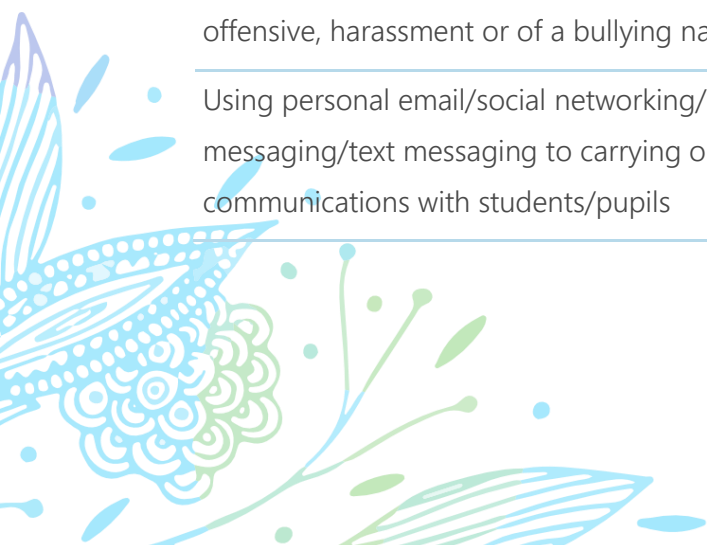 offensive, harassment or of a bullying
Using personal email/social networking/
messaging/text messaging to carrying
communications with students/pupils